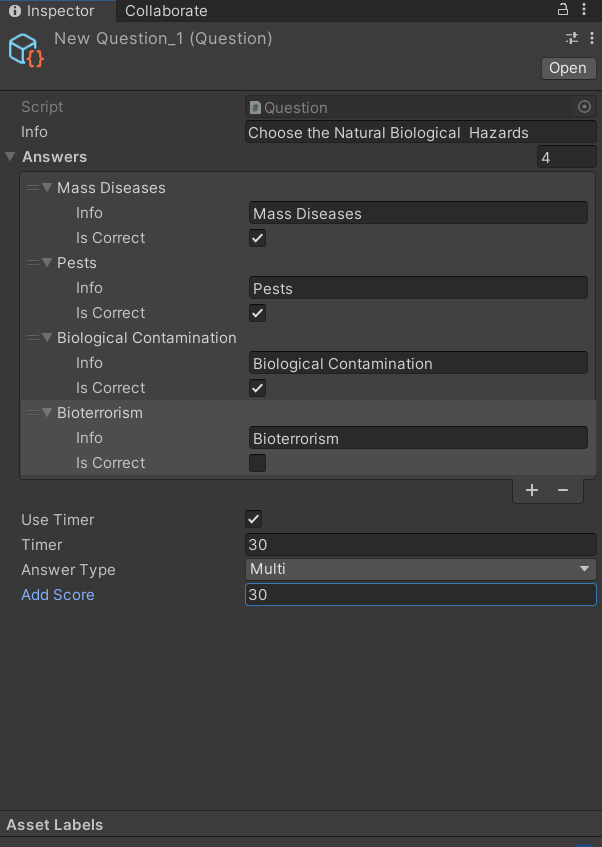 Inspector Collaborate
New Question_1 (Question)
Open
Script Question
Info Choose the Natural Biological  Hazards
Answers 4
Mass Diseases
Info Mass Diseases
Is Correct
Pests
Info Pests
Is Correct
Biological Contamination
Info Biological Contamination
Is Correct
Bioterrorism
Info Bioterrorism
Is Correct
+ −
Use Timer
Timer 30
Answer Type Multi
Add Score 30
Asset Labels